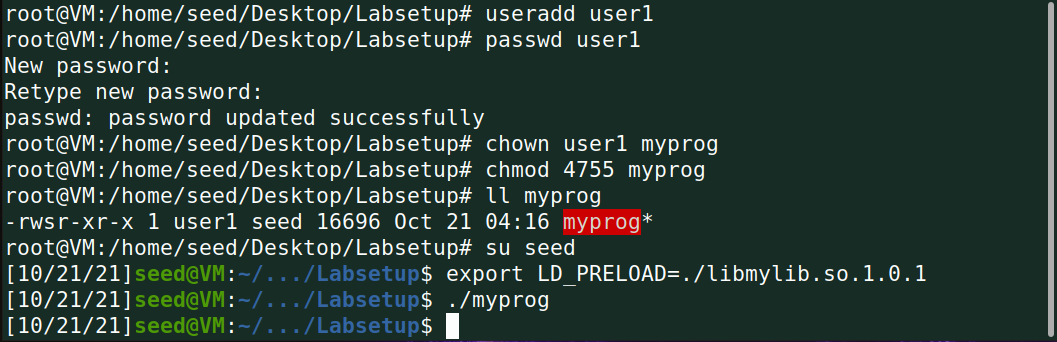 root@VM:/home/seed/Desktop/Labsetup# useradd user1
root@VM:/home/seed/Desktop/Labsetup# passwd user1
New password:
Retype new password:
passwd: password updated successfully
root@VM:/home/seed/Desktop/Labsetup# chown user1 myprog
root@VM:/home/seed/Desktop/Labsetup# chmod 4755 myprog
root@VM:/home/seed/Desktop/Labsetup# ll myprog
-rwsr-xr-x 1 user1 seed 16696 Oct 21 04:16 myprog*
root@VM:/home/seed/Desktop/Labsetup# su seed
[10/21/21]seed@VM:~/.../Labsetup$ export LD_PRELOAD=./libmylib.so.1.0.1
[10/21/21]seed@VM:~/.../Labsetup$ ./myprog
[10/21/21]seed@VM:~/.../Labsetup$